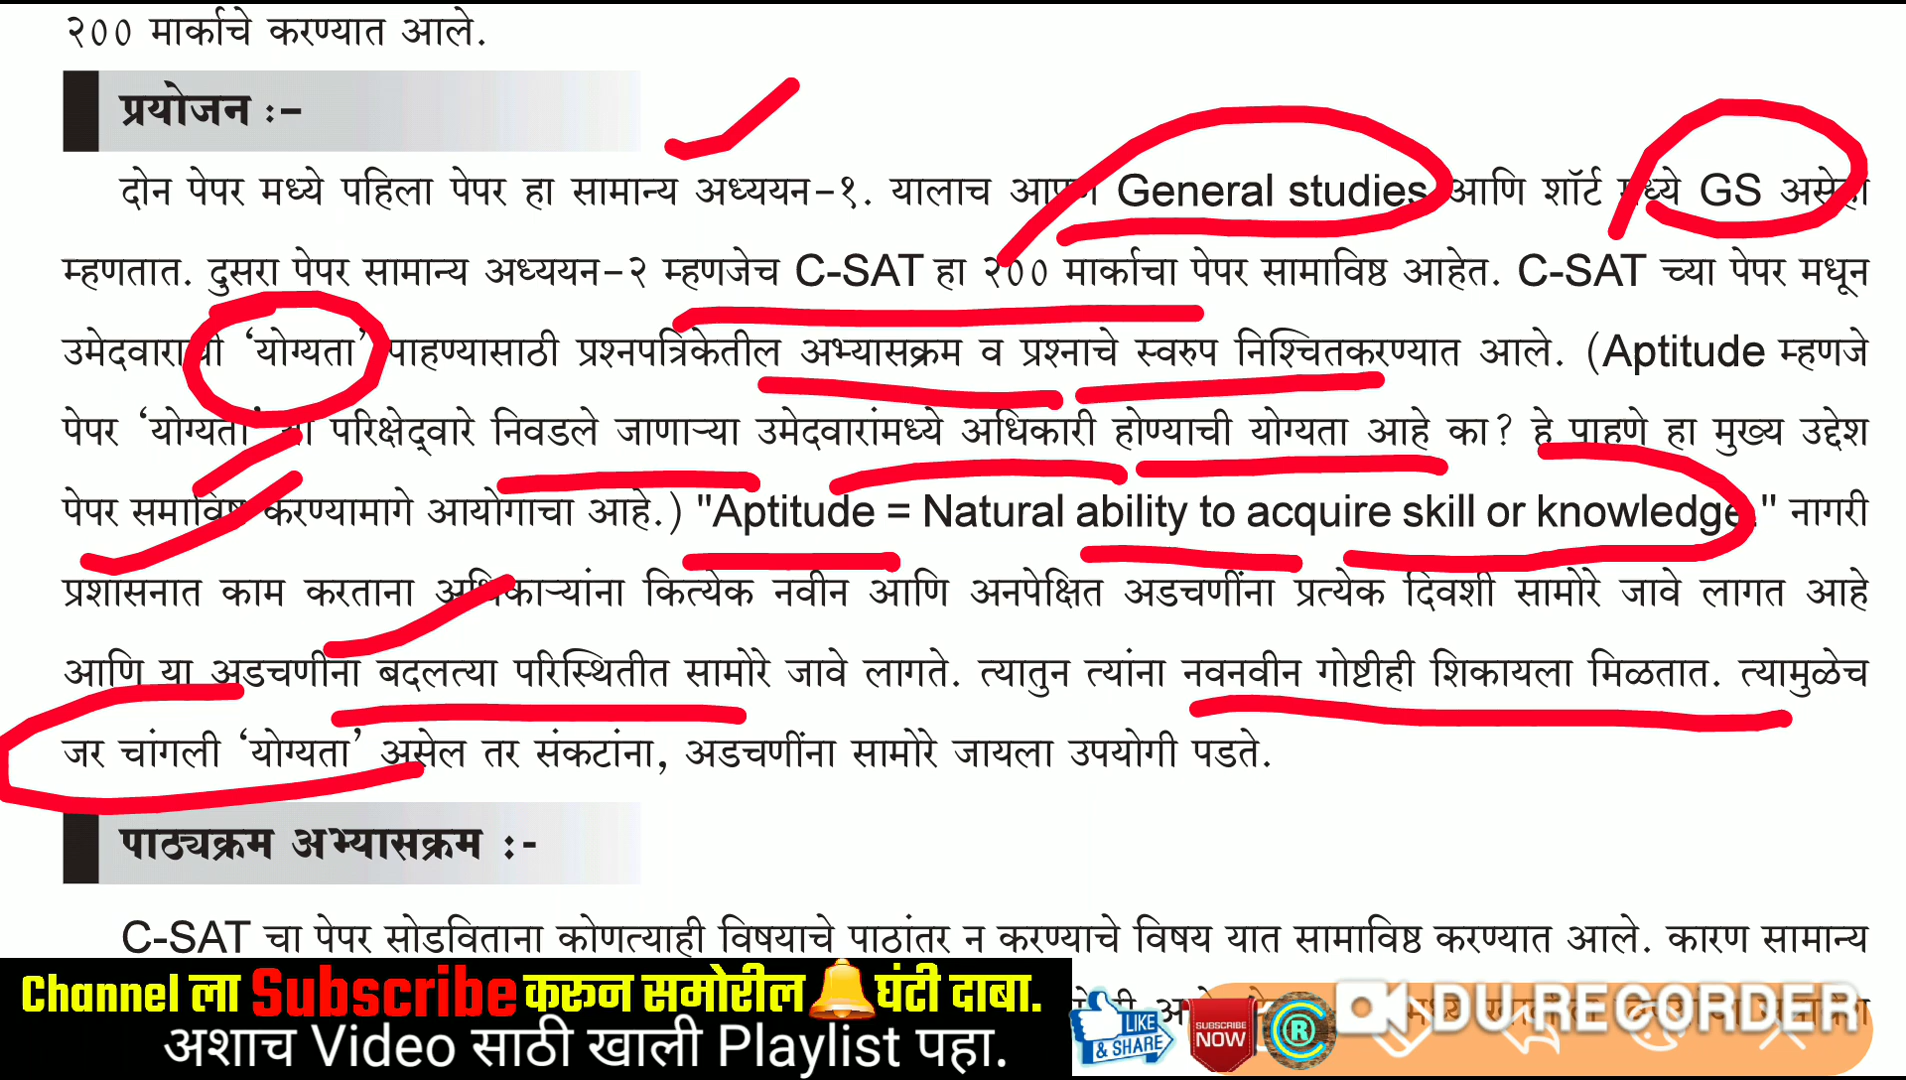 २०० मार्काचे करण्यात आले.
प्रयोजन :–
दोन पेपर मध्ये पहिला पेपर हा सामान्य अध्ययन–१. यालाच आपण General studies आणि शॉर्ट मध्ये GS असेही
म्हणतात. दुसरा पेपर सामान्य अध्ययन–२ म्हणजेच C-SAT हा २०० मार्काचा पेपर सामाविष्ठ आहेत. C-SAT च्या पेपर मधून
उमेदवाराची ‘योग्यता’ पाहण्यासाठी प्रश्नपत्रिकेतील अभ्यासक्रम व प्रश्नाचे स्वरुप निश्चितकरण्यात आले. (Aptitude म्हणजे
पेपर ‘योग्यता’ या परिक्षेद्वारे निवडले जाणाऱ्या उमेदवारांमध्ये अधिकारी होण्याची योग्यता आहे का? हे पाहणे हा मुख्य उद्देश
पेपर समाविष्ठ करण्यामागे आयोगाचा आहे.) "Aptitude = Natural ability to acquire skill or knowledge." नागरी
प्रशासनात काम करताना अधिकाऱ्यांना कित्येक नवीन आणि अनपेक्षित अडचणींना प्रत्येक दिवशी सामोरे जावे लागत आहे
आणि या अडचणींना बदलत्या परिस्थितीत सामोरे जावे लागते. त्यातुन त्यांना नवनवीन गोष्टीही शिकायला मिळतात. त्यामुळेच
जर चांगली ‘योग्यता’ असेल तर संकटांना, अडचणींना सामोरे जायला उपयोगी पडते.
पाठ्यक्रम अभ्यासक्रम :-
C-SAT चा पेपर सोडविताना कोणत्याही विषयाचे पाठांतर न करण्याचे विषय यात सामाविष्ठ करण्यात आले. कारण सामान्य
Channel ला Subscribe करून समोरील घंटी दाबा.
अशाच Video साठी खाली Playlist पहा.
LIKE & SHARE
SUBSCRIBE NOW
DU RECORDER